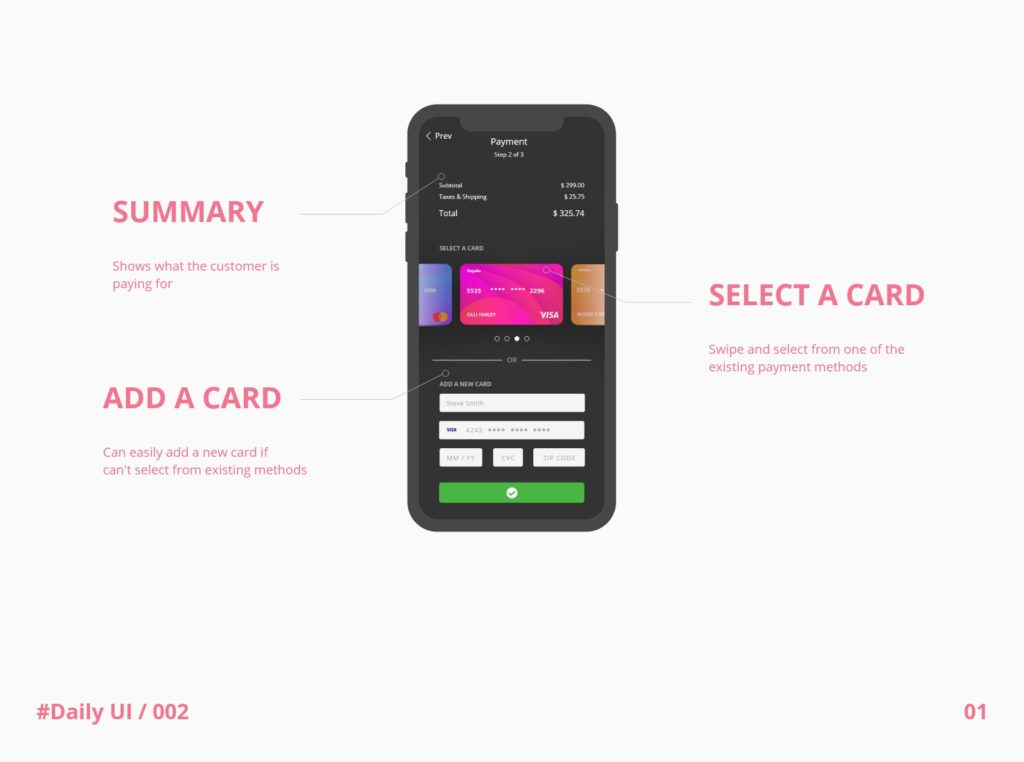 Prev
Payment
Step 2 of 3
Subtotal $ 299.00
Taxes & Shipping $ 25.75
Total $ 325.74
SUMMARY
Shows what the customer is
paying for
SELECT A CARD
2296
5535 **** **** 2296
OLLI FARLEY VISA
5535
SELECT A CARD
Swipe and select from one of the
existing payment methods
OR
ADD A CARD
Can easily add a new card if
can't select from existing methods
ADD A NEW CARD
Steve Smith
VISA 4242 **** **** ****
MM / YY CVC ZIP CODE
#Daily UI / 002
01